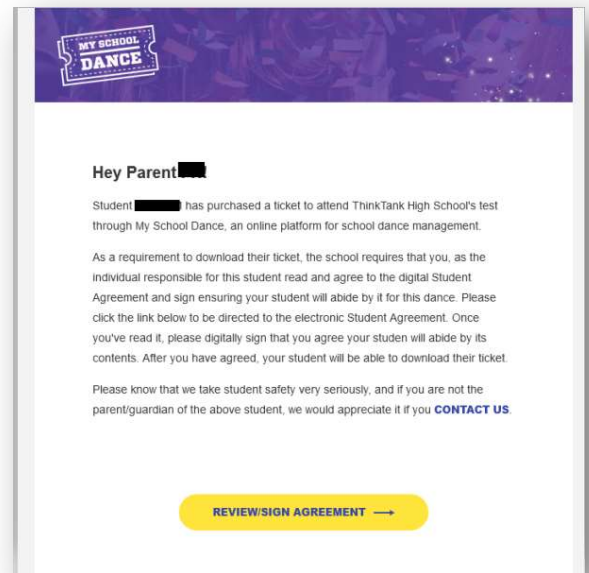 MY SCHOOL
DANCE
Hey Parent
Student has purchased a ticket to attend ThinkTank High School's test
through My School Dance, an online platform for school dance management.
As a requirement to download their ticket, the school requires that you, as the
individual responsible for this student read and agree to the digital Student
Agreement and sign ensuring your student will abide by it for this dance. Please
click the link below to be directed to the electronic Student Agreement. Once
you've read it, please digitally sign that you agree your studen will abide by its
contents. After you have agreed, your student will be able to download their ticket.
Please know that we take student safety very seriously, and if you are not the
parent/guardian of the above student, we would appreciate it if you CONTACT US.
REVIEW/SIGN AGREEMENT →